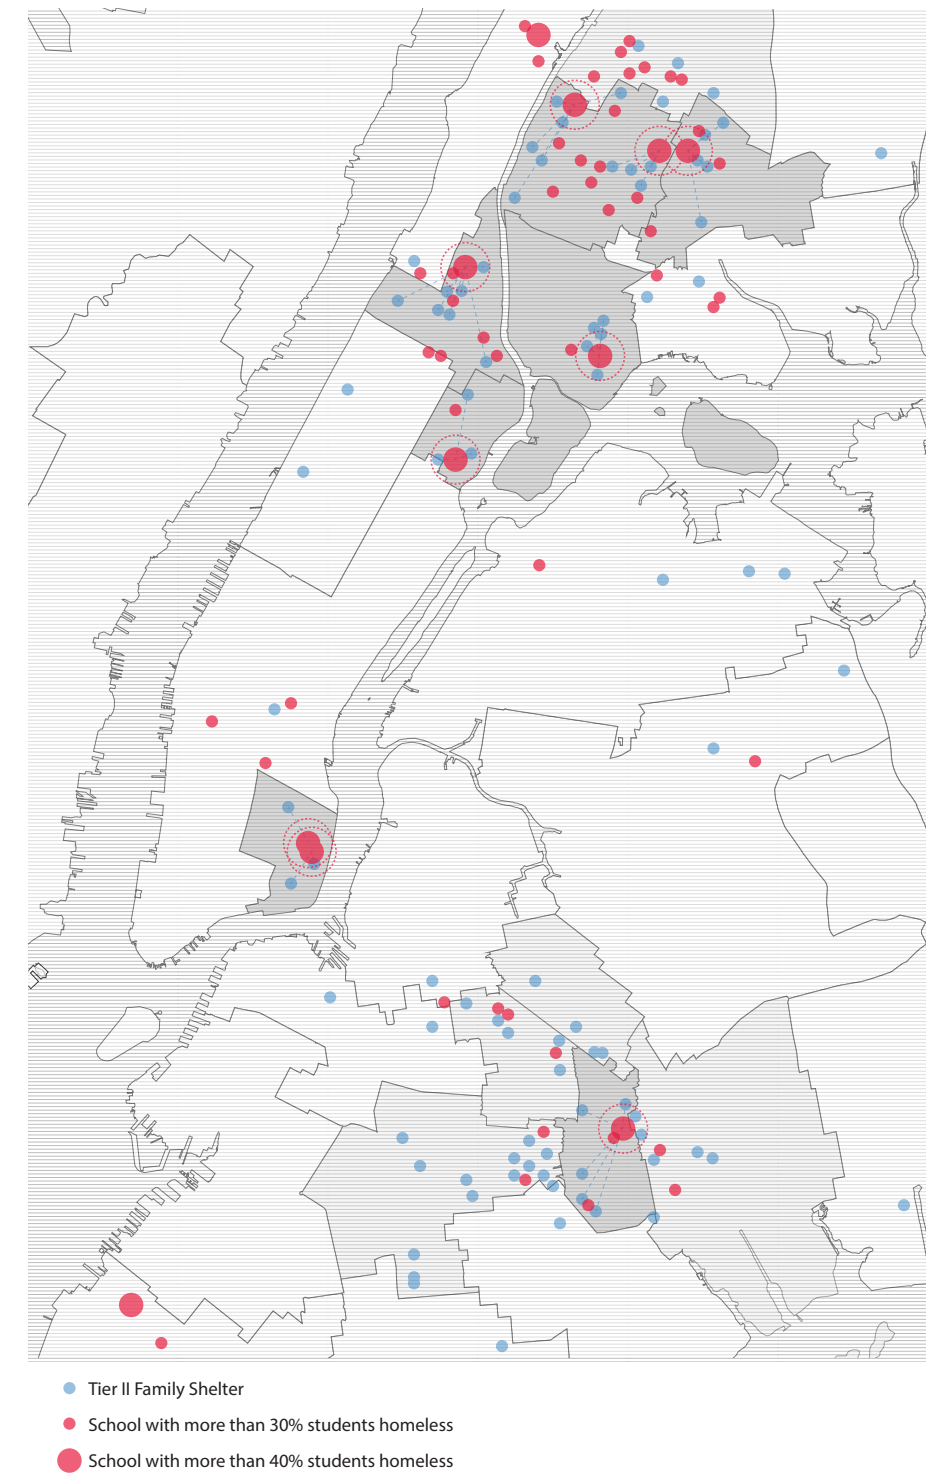 Tier II Family Shelter
School with more than 30% students homeless
School with more than 40% students homeless